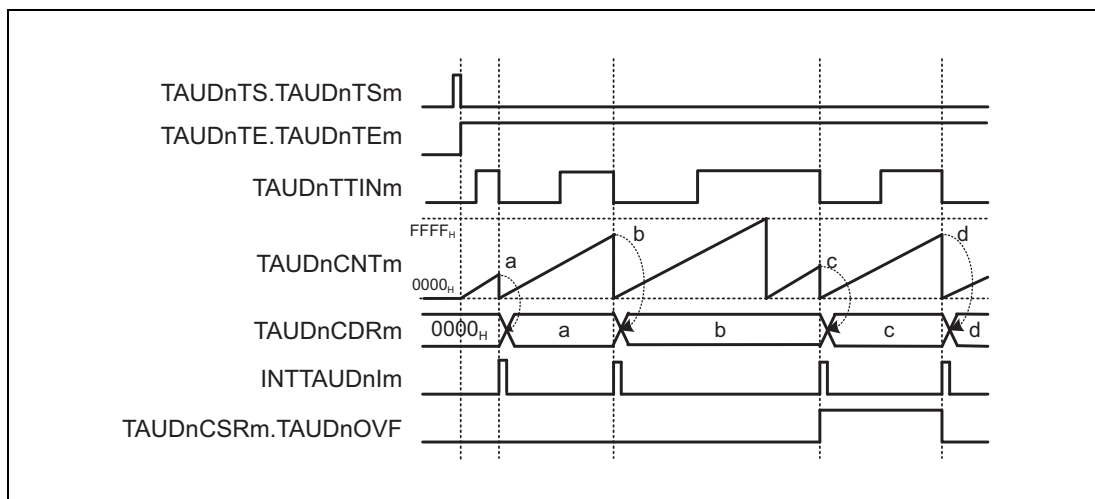 TAUDnTS.TAUDnTSm
TAUDnTE.TAUDnTEm
TAUDnTTINm
FFFFH
TAUDnCNTm
0000H
a
b
c
d
TAUDnCDRm
0000H
a
b
c
d
INTTAUDnIm
TAUDnCSRm.TAUDnOVF